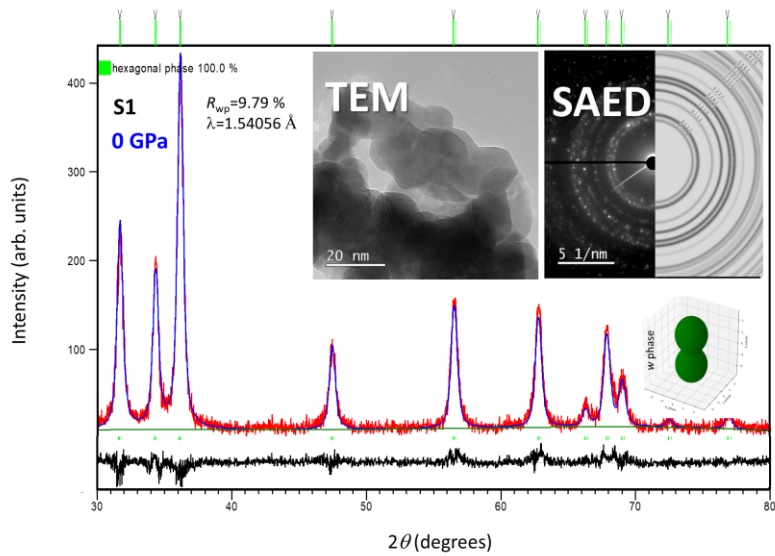 hexagonal phase 100.0 %
S1
0 GPa
Rwp=9.79 %
λ=1.54056 Å
TEM
20 nm
SAED
5 1/nm
w phase
Intensity (arb. units)
400
300
200
100
30
40
50
60
70
80
2θ (degrees)